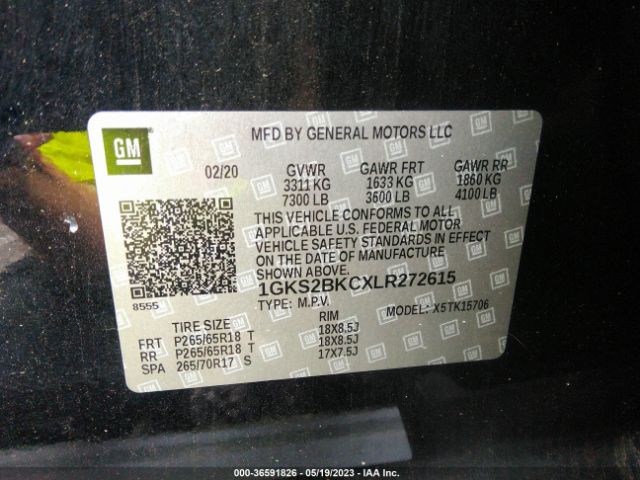 GM
MFD BY GENERAL MOTORS LLC
02/20 GVWR GAWR FRT GAWR RR
3311 KG 1633 KG 1860 KG
7300 LB 3600 LB 4100 LB
THIS VEHICLE CONFORMS TO ALL
APPLICABLE U.S. FEDERAL MOTOR
VEHICLE SAFETY STANDARDS IN EFFECT
ON THE DATE OF MANUFACTURE
SHOWN ABOVE.
8555 1GKS2BKCXLR272615
TYPE: M.P.V. MODEL: X5TK15706
TIRE SIZE RIM
FRT P265/65R18 T 18X8.5J
RR P265/65R18 T 18X8.5J
SPA 265/70R17 S 17X7.5J
000-36591826 - 05/19/2023 - IAA Inc.